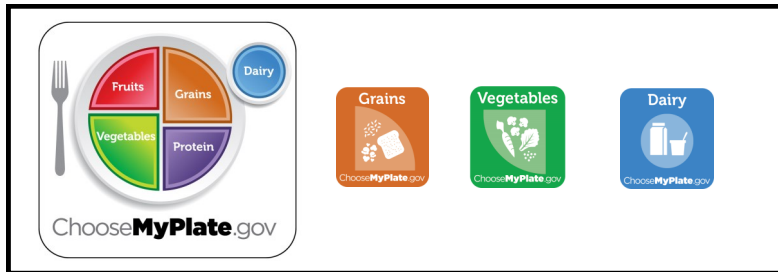 Dairy
Fruits
Grains
Vegetables
Protein
ChooseMyPlate.gov
Grains
ChooseMyPlate.gov
Vegetables
ChooseMyPlate.gov
Dairy
ChooseMyPlate.gov